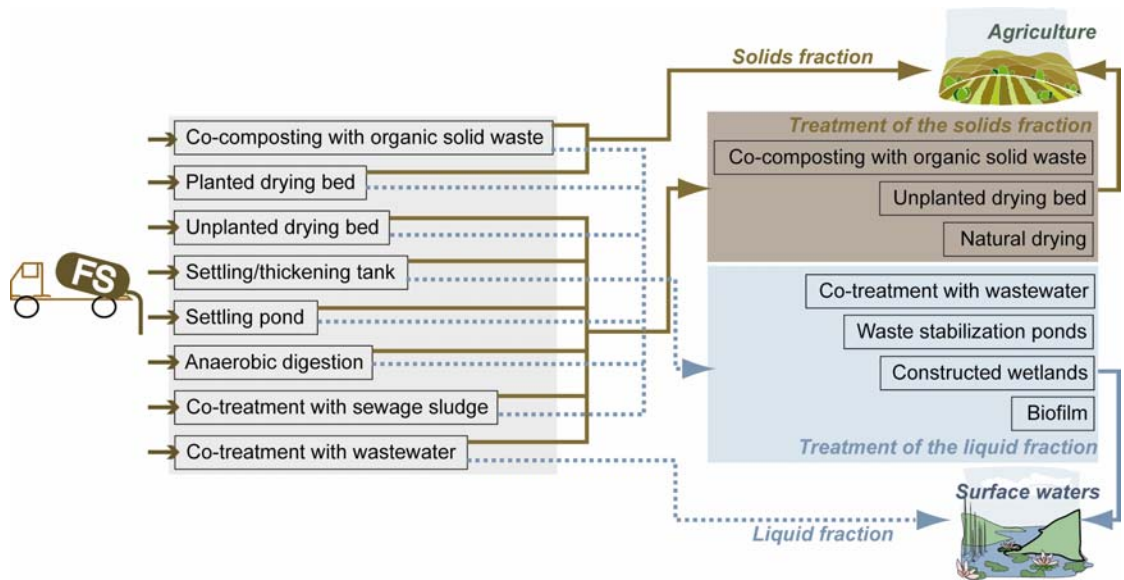 Agriculture
Solids fraction
Co-composting with organic solid waste
Planted drying bed
Unplanted drying bed
Settling/thickening tank
FS
Settling pond
Anaerobic digestion
Co-treatment with sewage sludge
Co-treatment with wastewater
Treatment of the solids fraction
Co-composting with organic solid waste
Unplanted drying bed
Natural drying
Co-treatment with wastewater
Waste stabilization ponds
Constructed wetlands
Biofilm
Treatment of the liquid fraction
Surface waters
Liquid fraction